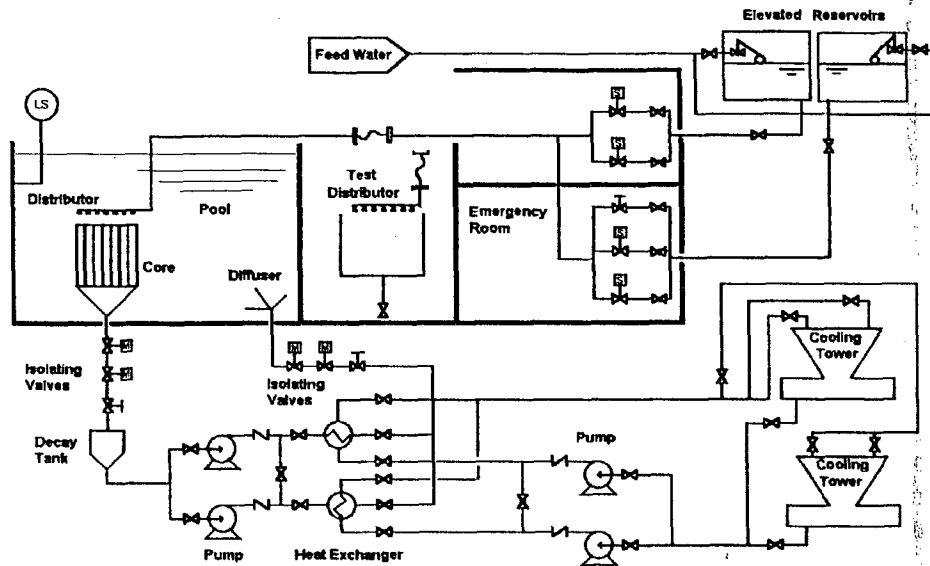 Elevated Reservoirs
Feed Water
LS
S
S
Test
Distributor
Distributor
Pool
Emergency
Room
S
S
Core
Diffuser
Cooling
Tower
M
M
M
M
Isolating
Valves
Isolating
Valves
Decay
Tank
Pump
Cooling
Tower
Pump
Heat Exchanger